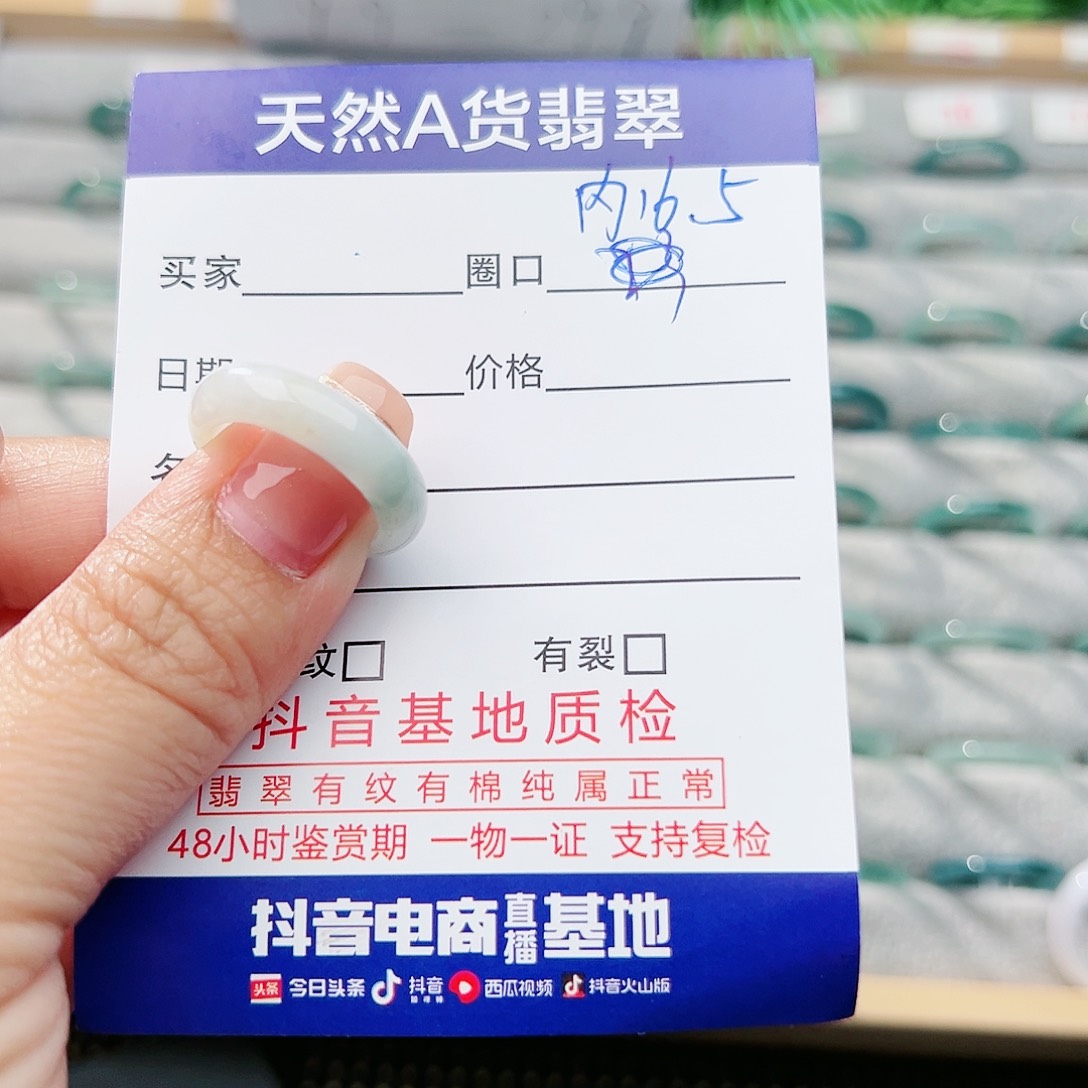 天然A货翡翠
内16.5
买家 圈口
日期 价格
纹□ 有裂□
抖音基地质检
翡翠有纹有棉纯属正常
48小时鉴赏期 一物一证 支持复检
抖音电商直播基地
头条 今日头条 抖音 西瓜视频 抖音火山版